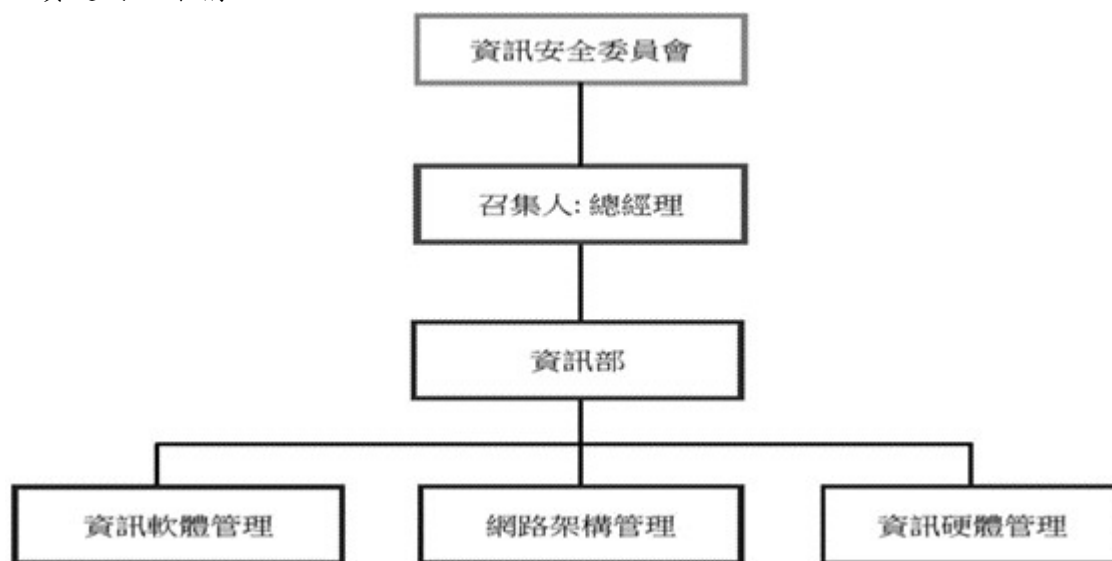 資訊安全委員會
召集人: 總經理
資訊部
資訊軟體管理
網路架構管理
資訊硬體管理